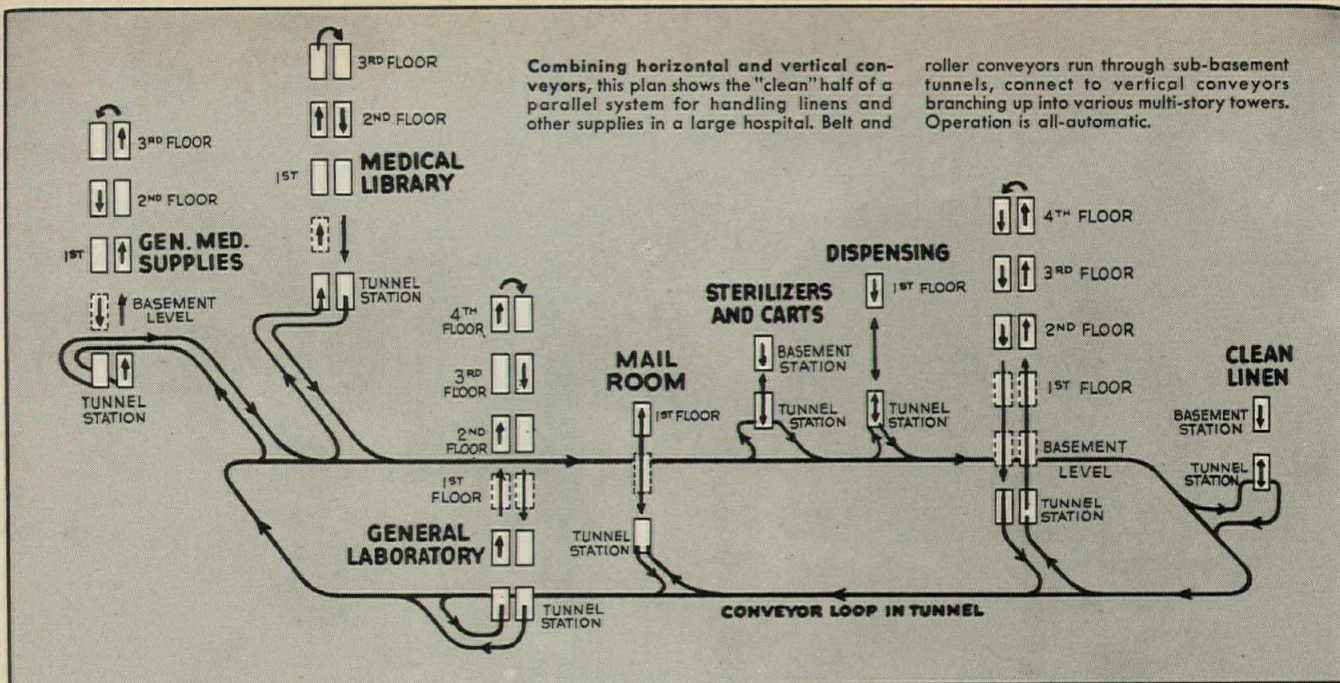 Combining horizontal and vertical con-
veyors, this plan shows the "clean" half of a
parallel system for handling linens and
other supplies in a large hospital. Belt and
roller conveyors run through sub-basement
tunnels, connect to vertical conveyors
branching up into various multi-story towers.
Operation is all-automatic.
3RD FLOOR
2ND FLOOR
1ST
GEN. MED.
SUPPLIES
BASEMENT
LEVEL
TUNNEL
STATION
3RD FLOOR
2ND FLOOR
1ST
MEDICAL
LIBRARY
TUNNEL
STATION
4TH
FLOOR
3RD
FLOOR
2ND
FLOOR
1ST
FLOOR
GENERAL
LABORATORY
TUNNEL
STATION
MAIL
ROOM
1ST FLOOR
TUNNEL
STATION
STERILIZERS
AND CARTS
BASEMENT
STATION
TUNNEL
STATION
DISPENSING
1ST FLOOR
TUNNEL
STATION
4TH FLOOR
3RD FLOOR
2ND FLOOR
1ST FLOOR
BASEMENT
LEVEL
TUNNEL
STATION
CLEAN
LINEN
BASEMENT
STATION
TUNNEL
STATION
CONVEYOR LOOP IN TUNNEL